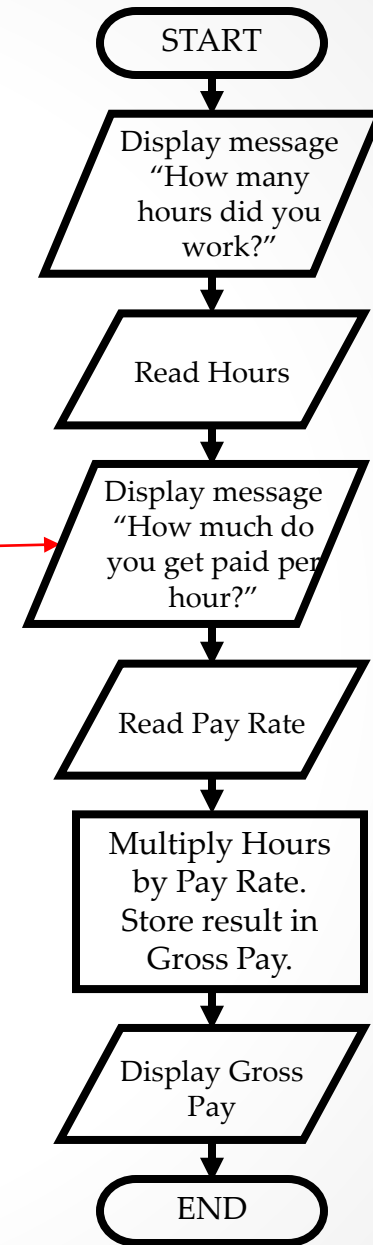 START
Display message
“How many
hours did you
work?”
Read Hours
Display message
“How much do
you get paid per
hour?”
Read Pay Rate
Multiply Hours
by Pay Rate.
Store result in
Gross Pay.
Display Gross
Pay
END